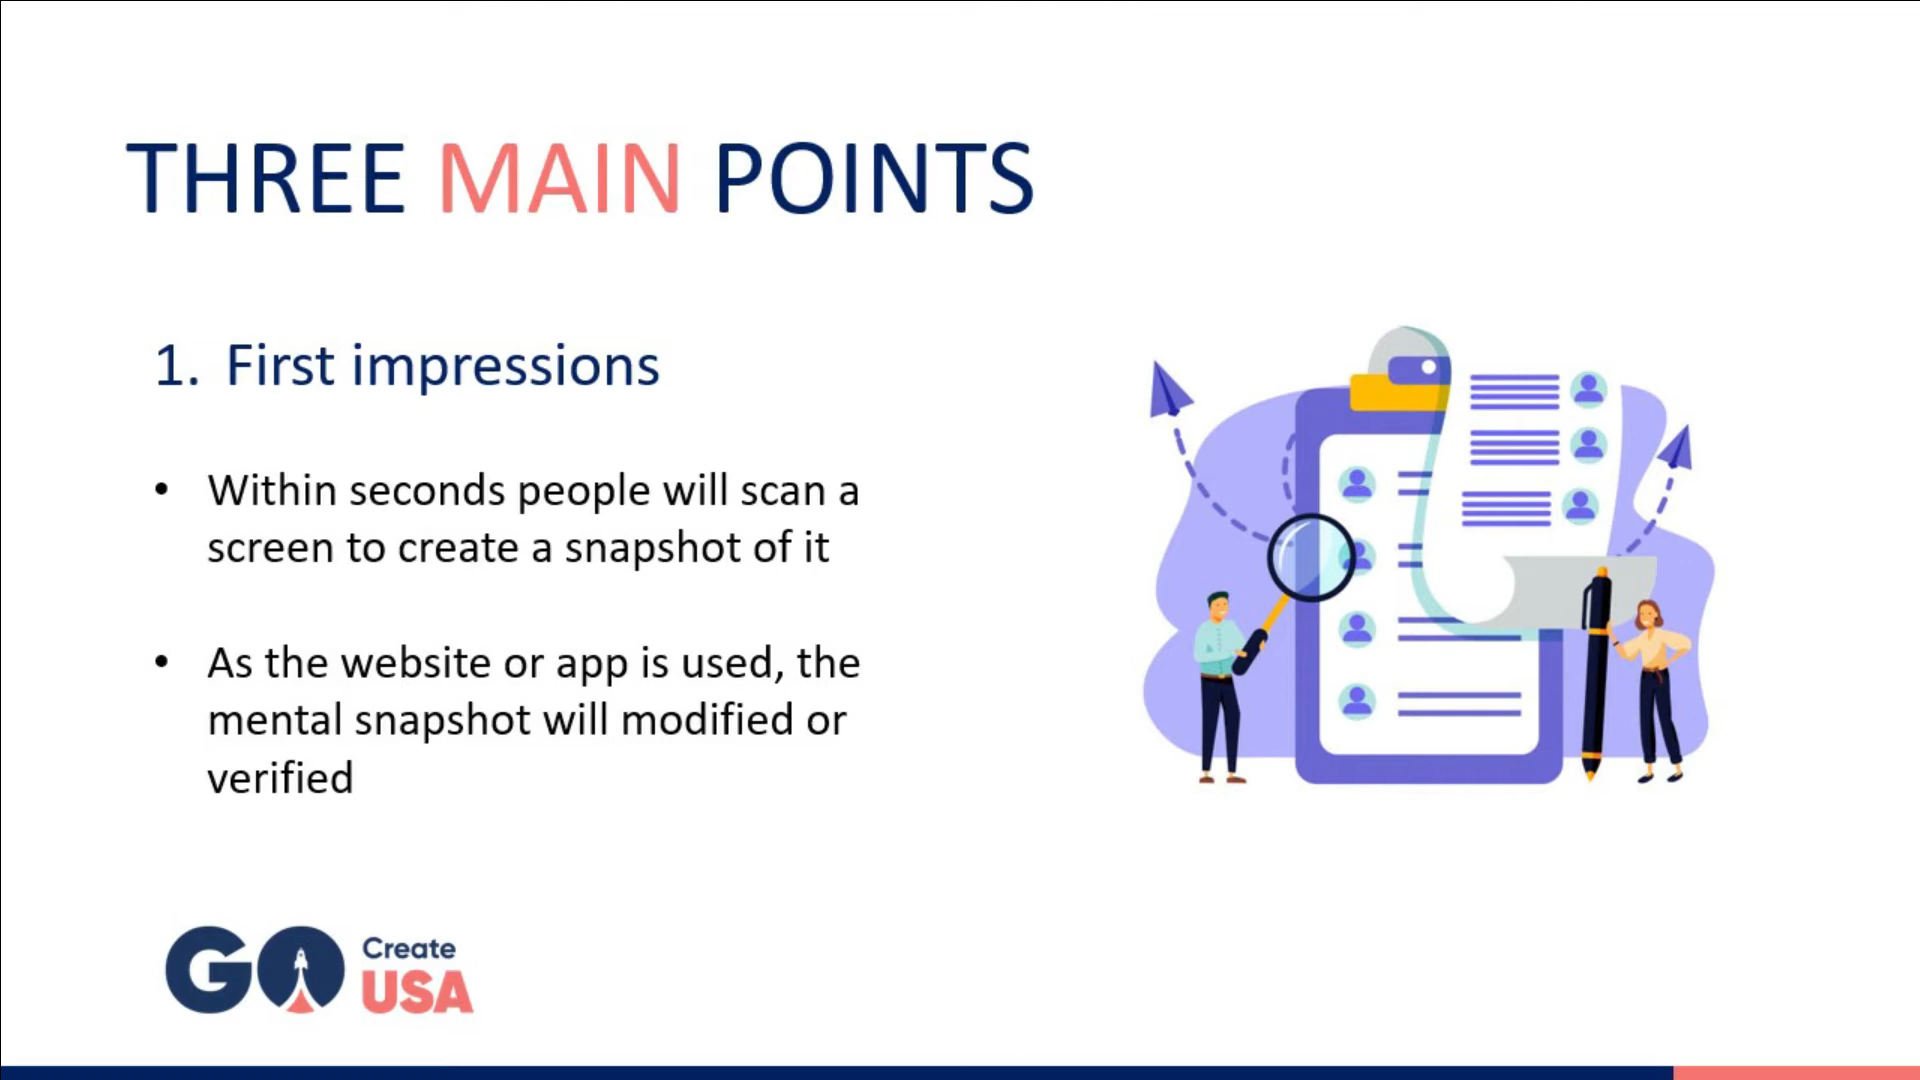 THREE MAIN POINTS
1. First impressions
• Within seconds people will scan a
screen to create a snapshot of it
• As the website or app is used, the
mental snapshot will modified or
verified
GO Create
USA